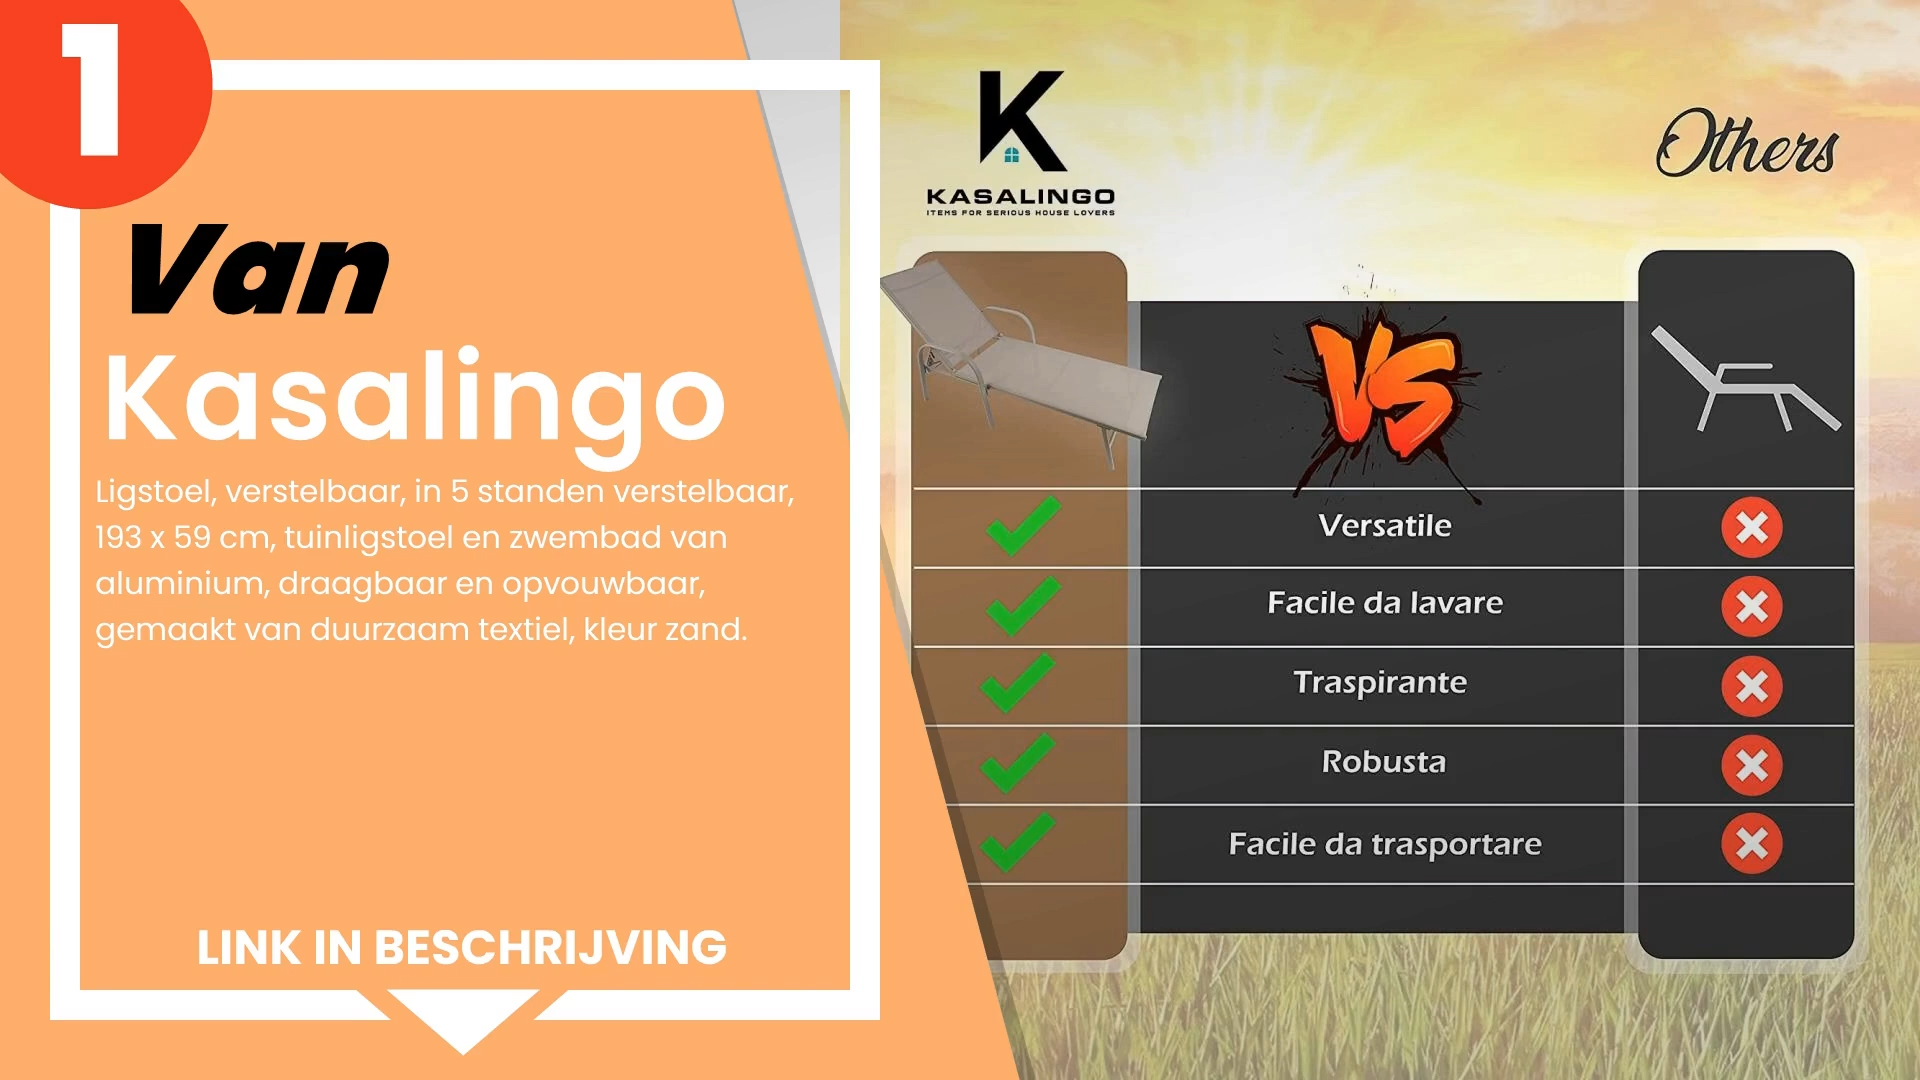 1
Van
Kasalingo
Ligstoel, verstelbaar, in 5 standen verstelbaar,
193 x 59 cm, tuinligstoel en zwembad van
aluminium, draagbaar en opvouwbaar,
gemaakt van duurzaam textiel, kleur zand.
LINK IN BESCHRIJVING
K
KASALINGO
ITEMS FOR SERIOUS HOUSE LOVERS
Others
VS
Versatile
Facile da lavare
Traspirante
Robusta
Facile da trasportare